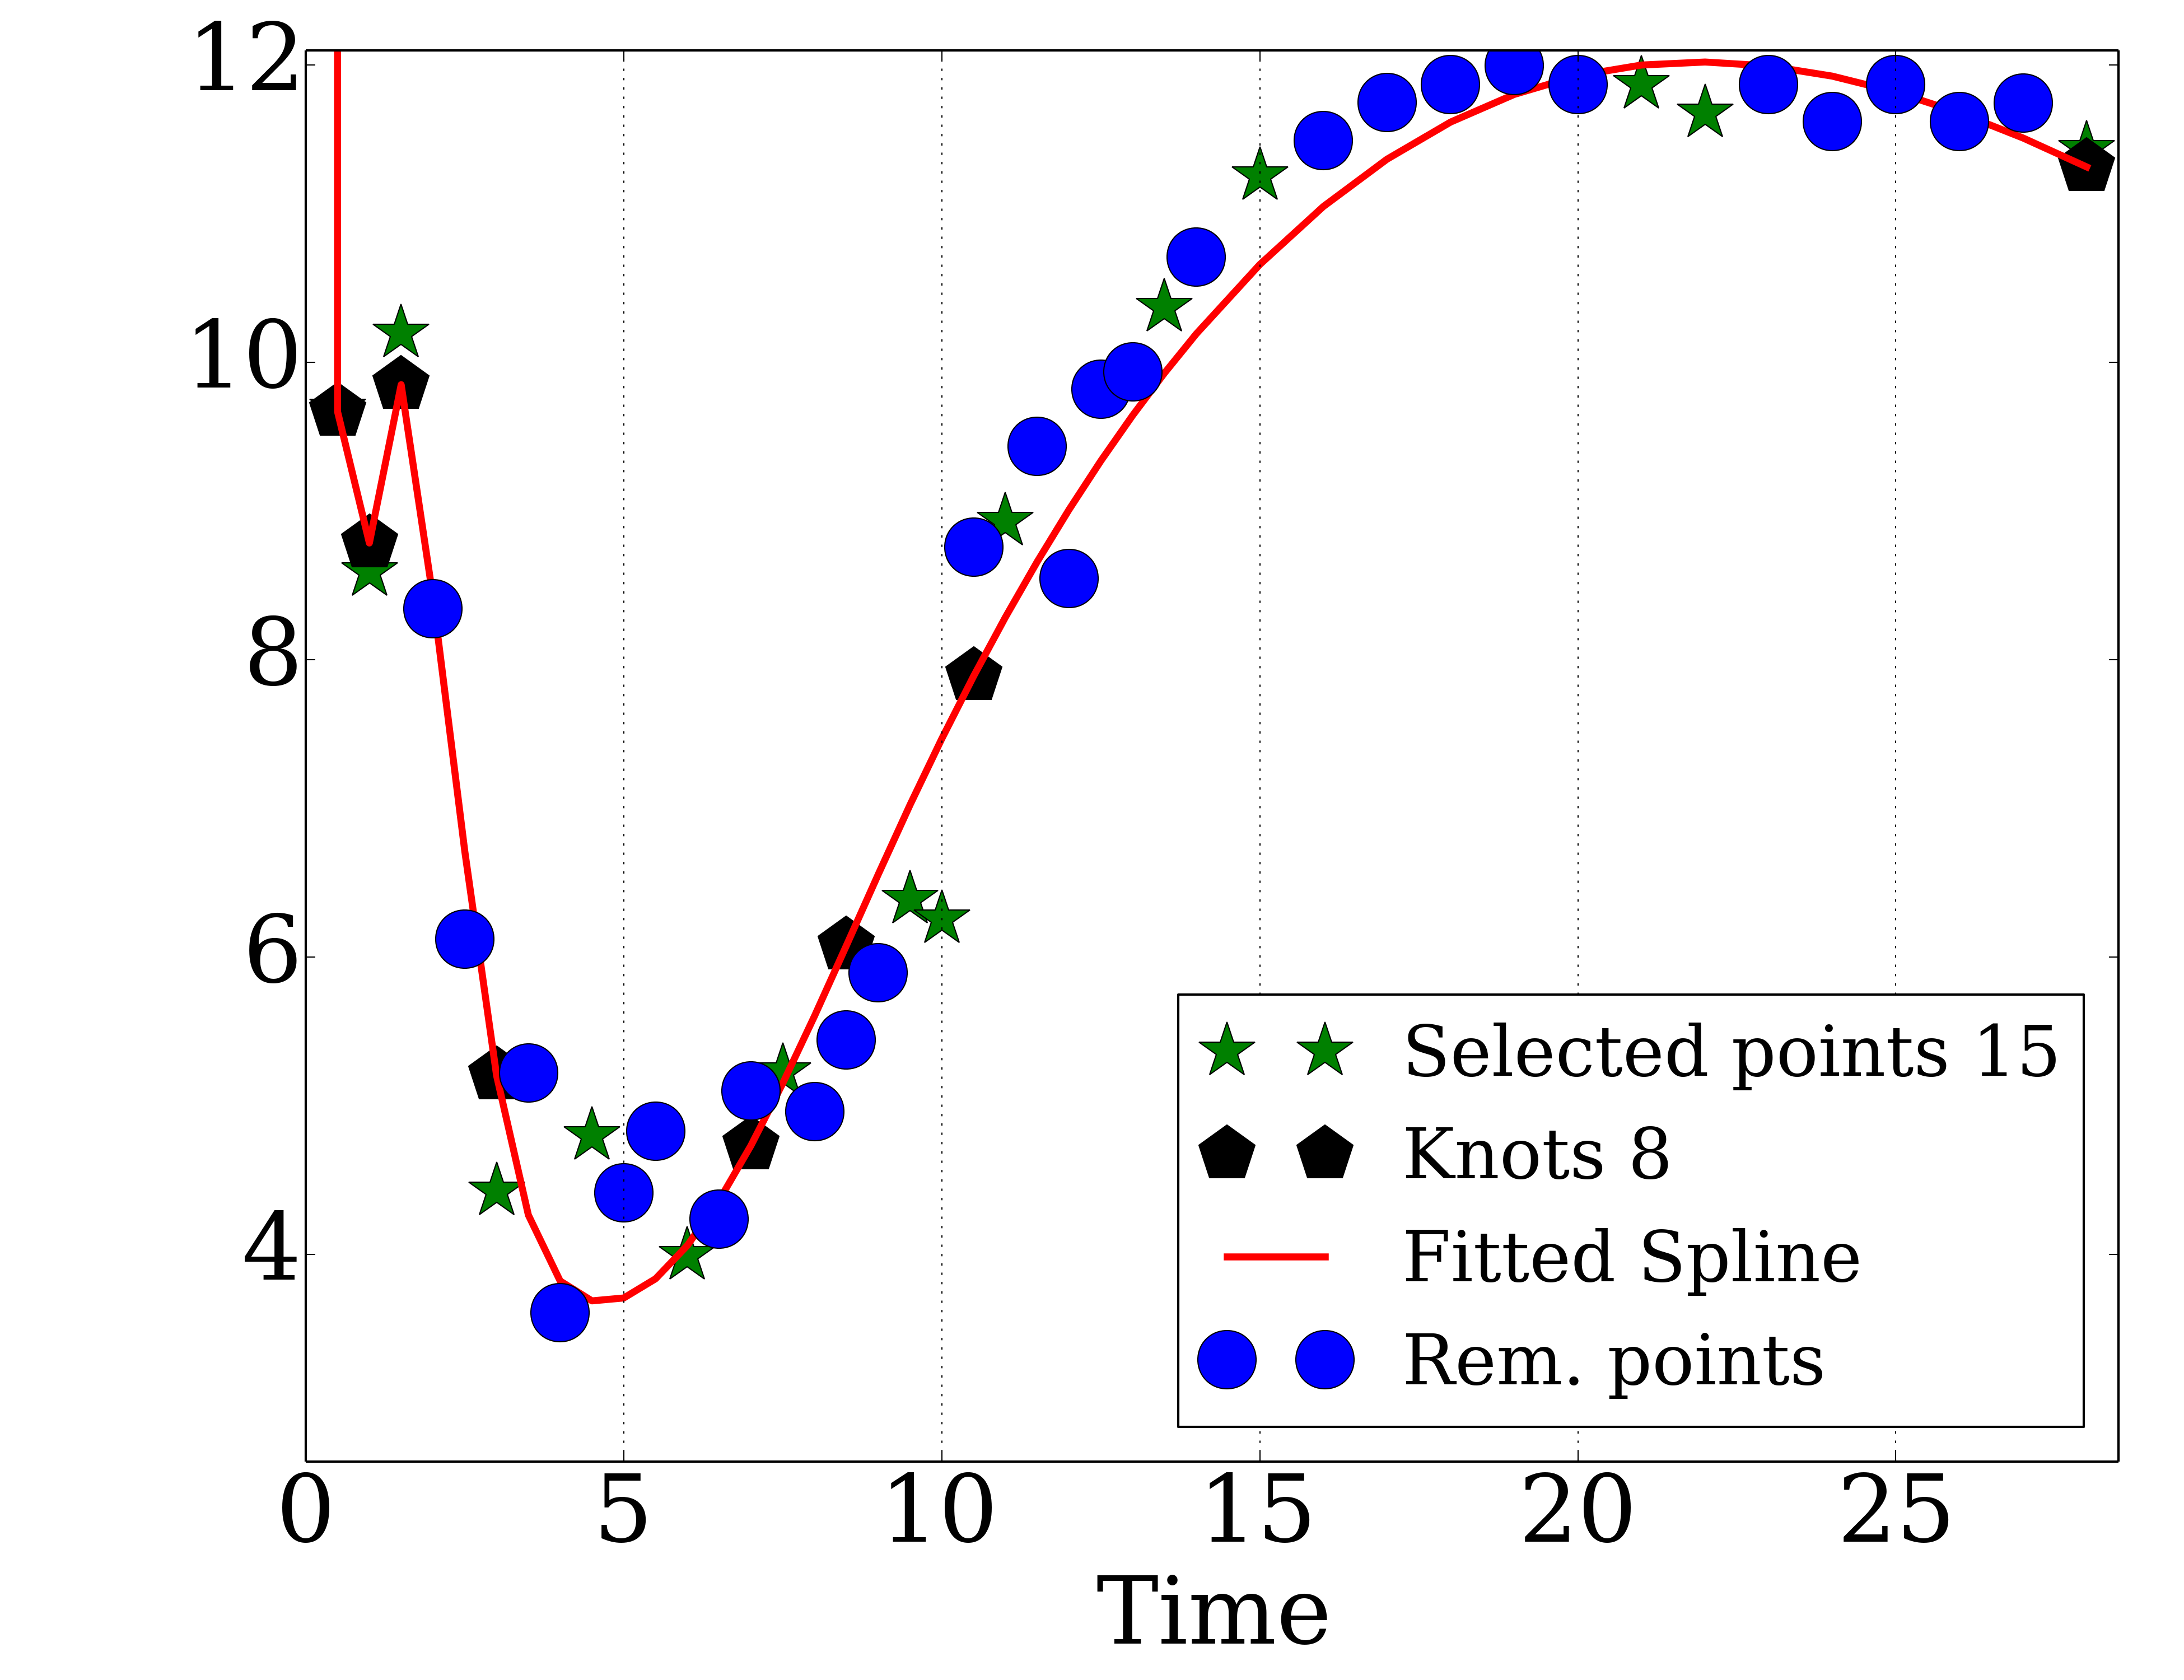 12
10
8
6
4
Selected points 15
Knots 8
Fitted Spline
Rem. points
0 5 10 15 20 25
Time